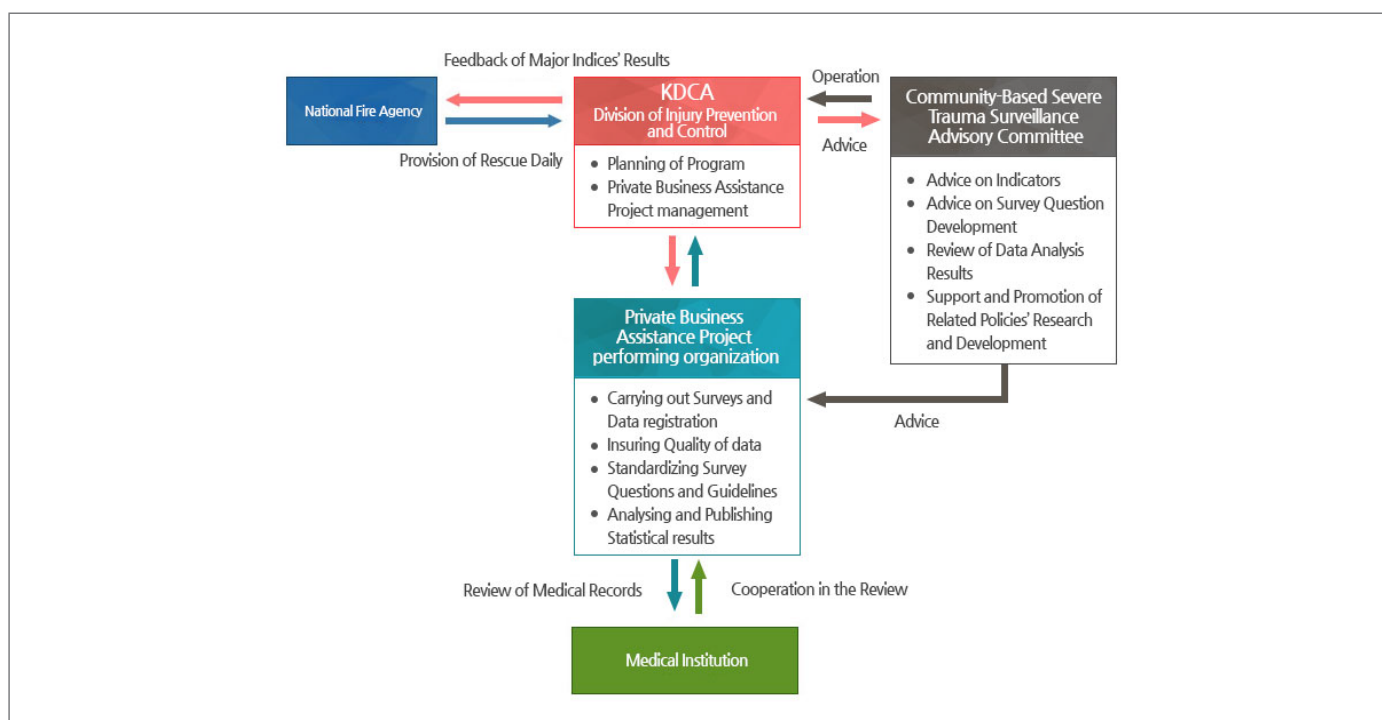 Feedback of Major Indices' Results
National Fire Agency
Provision of Rescue Daily
KDCA
Division of Injury Prevention
and Control
• Planning of Program
• Private Business Assistance
Project management
Operation
Advice
Community-Based Severe
Trauma Surveillance
Advisory Committee
• Advice on Indicators
• Advice on Survey Question
Development
• Review of Data Analysis
Results
• Support and Promotion of
Related Policies' Research
and Development
Advice
Private Business
Assistance Project
performing organization
• Carrying out Surveys and
Data registration
• Insuring Quality of data
• Standardizing Survey
Questions and Guidelines
• Analysing and Publishing
Statistical results
Review of Medical Records
Cooperation in the Review
Medical Institution